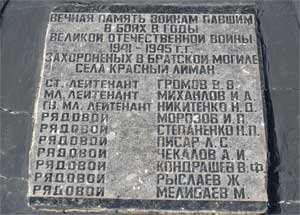 ВЕЧНАЯ ПАМЯТЬ ВОИНАМ ПАВШИМ
В БОЯХ В ГОДЫ
ВЕЛИКОЙ ОТЕЧЕСТВЕННОЙ ВОЙНЫ
1941 - 1945 Г.Г.
ЗАХОРОНЕНЫХ В БРАТСКОЙ МОГИЛЕ
СЕЛА КРАСНЫЙ ЛИМАН.
СТ. ЛЕЙТЕНАНТ ГРОМОВ В.В.
МЛ. ЛЕЙТЕНАНТ МИХАЙЛОВ И.А.
ГВ. МЛ. ЛЕЙТЕНАНТ НИКИТЕНКО Н.Д.
РЯДОВОЙ МОРОЗОВ И.П.
РЯДОВОЙ СТЕПАНЕНКО Н.П.
РЯДОВОЙ ПИСАР Л.С.
РЯДОВОЙ ЧЕКАЛОВ А.И.
РЯДОВОЙ КОНДРАШЕВ В.Ф.
РЯДОВОЙ РЫСЛАЕВ Ж.
РЯДОВОЙ МЕЛИСАЕВ М.